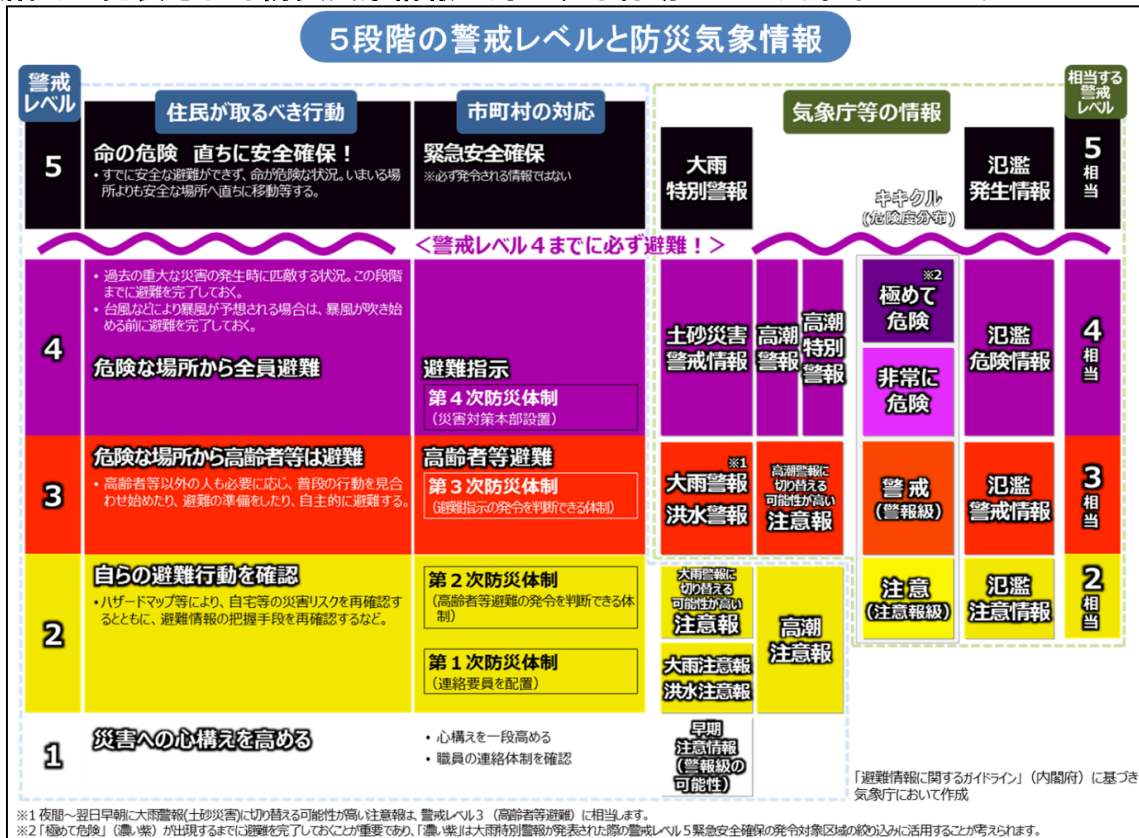 5段階の警戒レベルと防災気象情報
警戒
レベル
住民が取るべき行動
市町村の対応
気象庁等の情報
相当する
警戒
レベル
5
命の危険 直ちに安全確保！
・すでに安全な避難ができず、命が危険な状況。いまいる場
所よりも安全な場所へ直ちに移動等する。
緊急安全確保
※必ず発令される情報ではない
大雨
特別警報
キキクル
(危険度分布)
氾濫
発生情報
5
相
当
＜警戒レベル４までに必ず避難！＞
4
・過去の重大な災害の発生時に匹敵する状況。この段階
までに避難を完了しておく。
・台風などにより暴風が予想される場合は、暴風が吹き始
める前に避難を完了しておく。
危険な場所から全員避難
避難指示
第４次防災体制
（災害対策本部設置）
土砂災害
警戒情報
高潮
警報
高潮
特別
警報
※2
極めて
危険
非常に
危険
氾濫
危険情報
4
相
当
3
危険な場所から高齢者等は避難
・高齢者等以外の人も必要に応じ、普段の行動を見合
わせ始めたり、避難の準備をしたり、自主的に避難する。
高齢者等避難
第３次防災体制
（避難指示の発令を判断できる体制）
※1
大雨警報
洪水警報
高潮警報に
切り替える
可能性が高い
注意報
警戒
(警報級)
氾濫
警戒情報
3
相
当
2
自らの避難行動を確認
・ハザードマップ等により、自宅等の災害リスクを再確認す
るとともに、避難情報の把握手段を再確認するなど。
第２次防災体制
（高齢者等避難の発令を判断できる体
制）
第１次防災体制
（連絡要員を配置）
大雨警報に
切り替える
可能性が高い
注意報
大雨注意報
洪水注意報
高潮
注意報
注意
(注意報級)
氾濫
注意情報
2
相
当
1
災害への心構えを高める
・心構えを一段高める
・職員の連絡体制を確認
早期
注意情報
(警報級の
可能性)
「避難情報に関するガイドライン」（内閣府）に基づき
気象庁において作成
※1 夜間～翌日早朝に大雨警報(土砂災害)に切り替える可能性が高い注意報は、警戒レベル３（高齢者等避難）に相当します。
※2「極めて危険」（濃い紫）が出現するまでに避難を完了しておくことが重要であり、「濃い紫」は大雨特別警報が発表された際の警戒レベル５緊急安全確保の発令対象区域の絞り込みに活用することが考えられます。